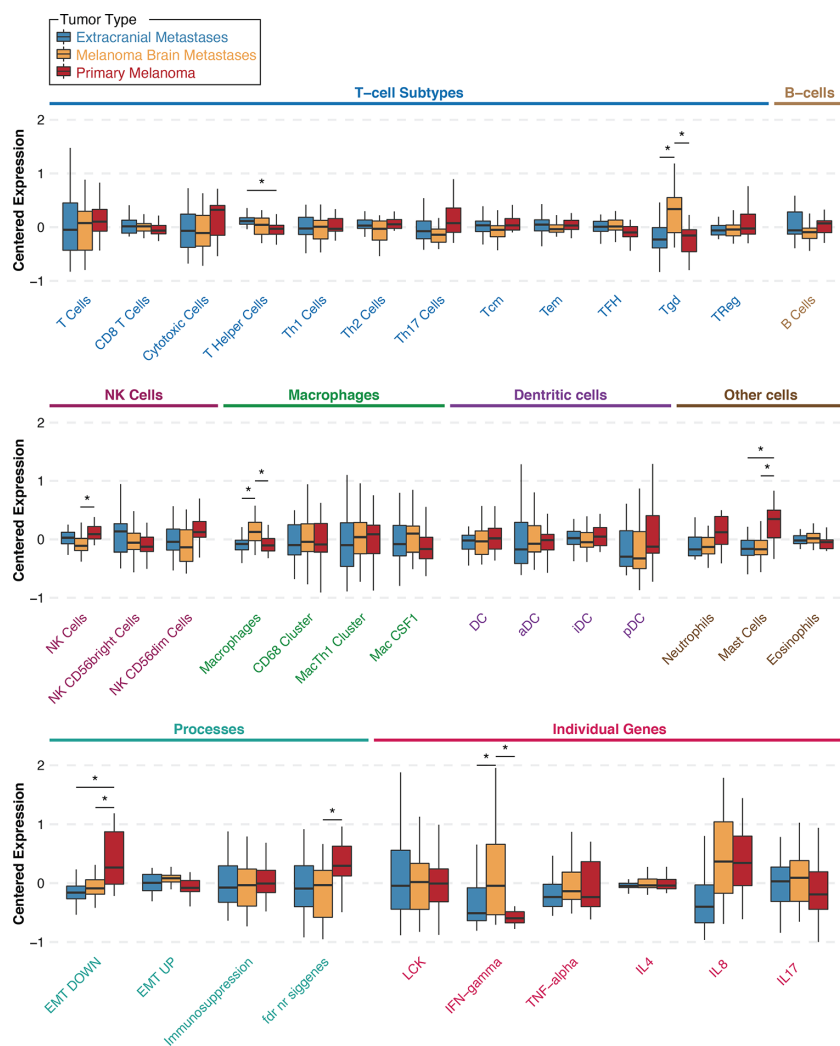 Tumor Type
Extracranial Metastases
Melanoma Brain Metastases
Primary Melanoma
T-cell Subtypes
B-cells
Centered Expression
2
1
0
-1
*
*
*
T Cells
CD8 T Cells
Cytotoxic Cells
T Helper Cells
Th1 Cells
Th2 Cells
Th17 Cells
Tcm
Tem
TFH
Tgd
TReg
B Cells
NK Cells
Macrophages
Dentritic cells
Other cells
Centered Expression
2
1
0
-1
*
*
*
*
*
NK Cells
NK CD56bright Cells
NK CD56dim Cells
Macrophages
CD68 Cluster
MacTh1 Cluster
Mac CSF1
DC
aDC
iDC
pDC
Neutrophils
Mast Cells
Eosinophils
Processes
Individual Genes
Centered Expression
2
1
0
-1
*
*
*
*
*
EMT DOWN
EMT UP
Immunosuppression
fdr nr siggenes
LCK
IFN-gamma
TNF-alpha
IL4
IL8
IL17